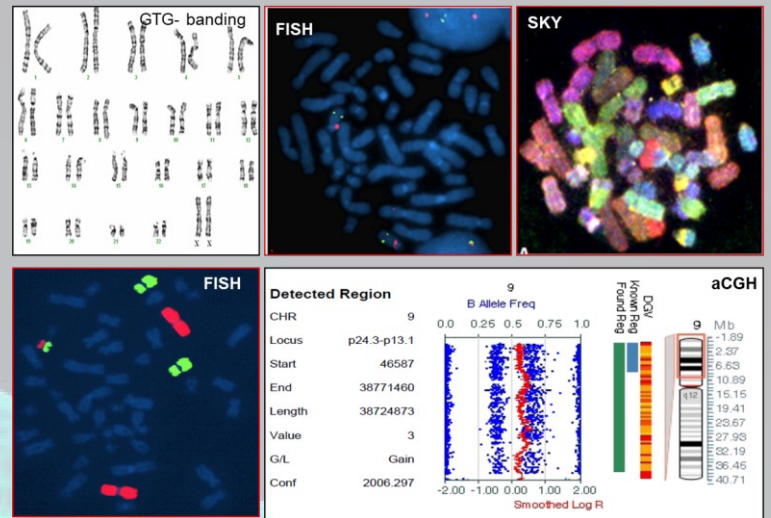 GTG- banding
1 2 3 4 5
6 7 8 9 10 11 12
13 14 15 16 17 18
19 20 21 22 X X
FISH
SKY
A
FISH
aCGH
Detected Region
CHR 9
Locus p24.3-p13.1
Start 46587
End 38771460
Length 38724873
Value 3
G/L Gain
Conf 2006.297
9
B Allele Freq
0.0 0.25 0.5 0.75 1.0
-2.00 -1.00 0.00 1.00 2.00
Smoothed Log R
Found Reg
Known Reg
DGV
9
Mb
q12
-1.89
2.37
6.63
10.89
15.15
19.41
23.67
27.93
32.19
36.45
40.71